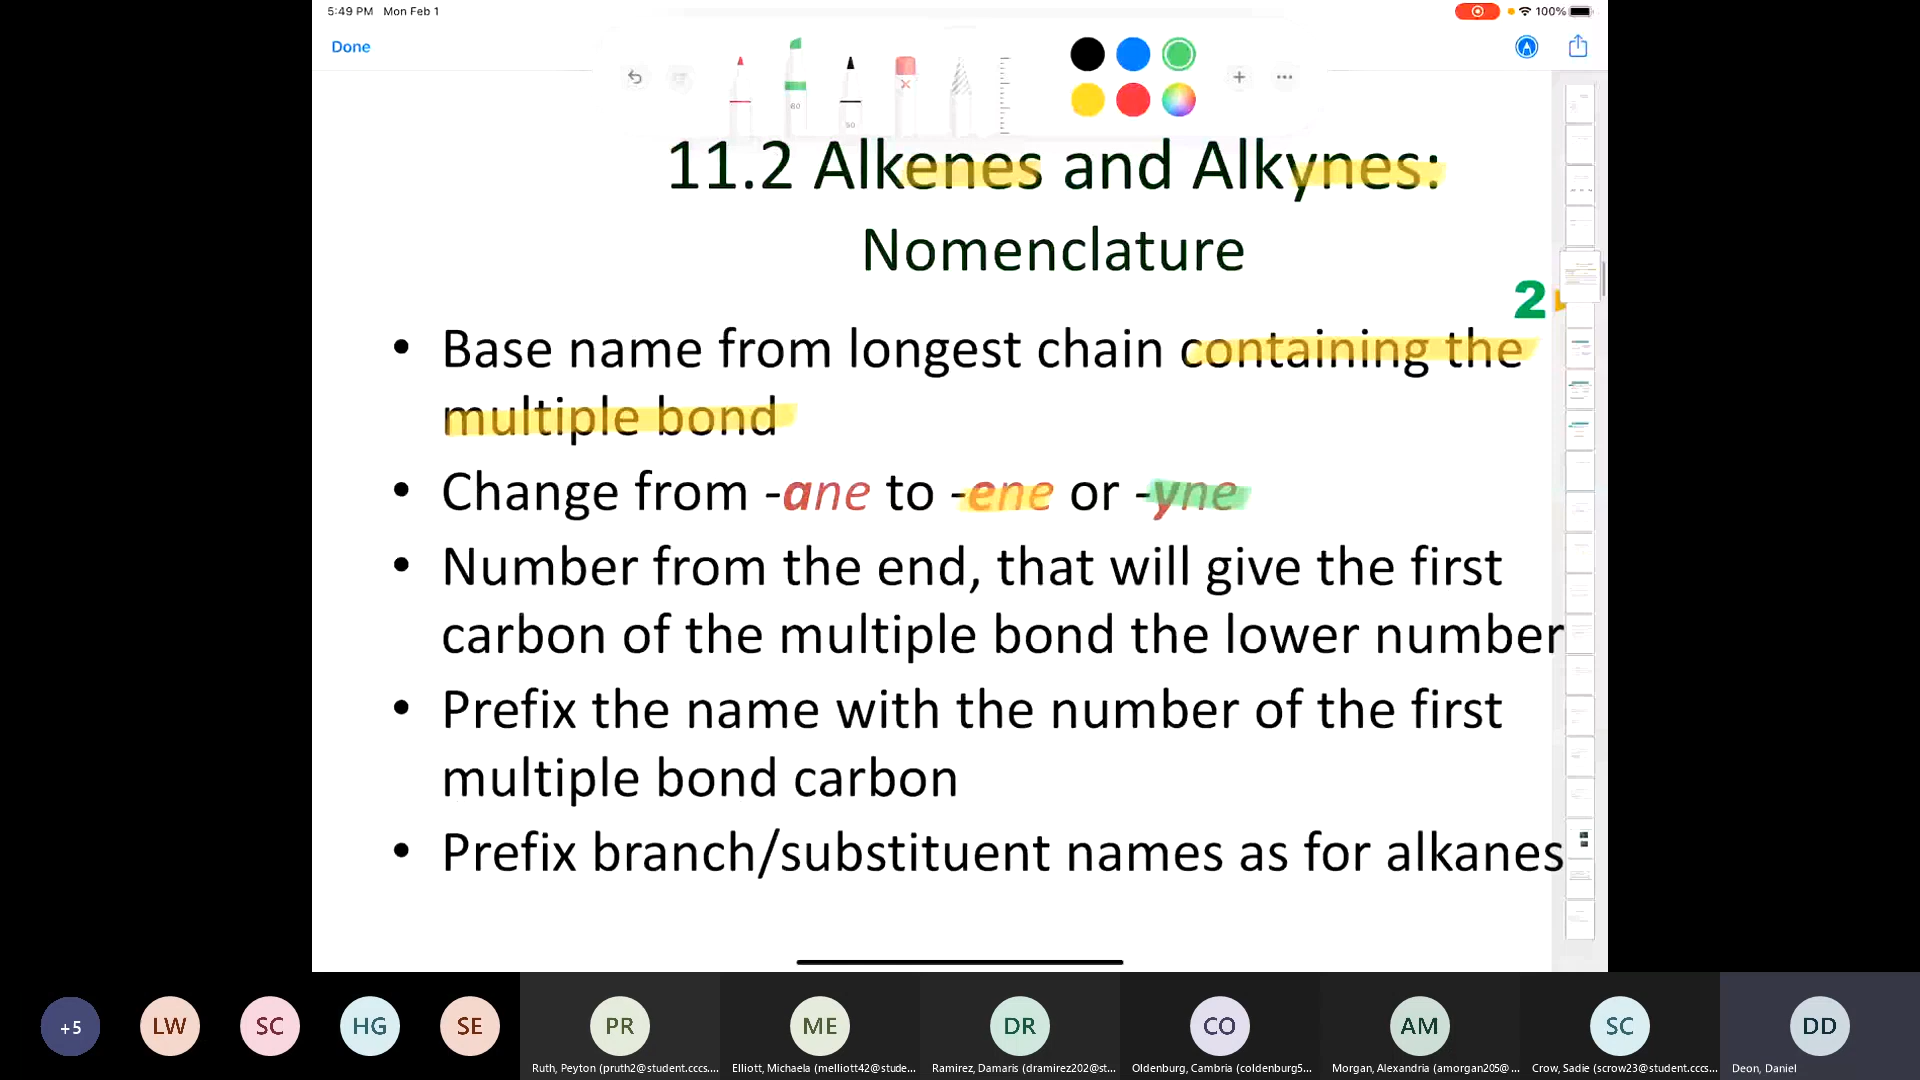 5:49 PM Mon Feb 1
100%
Done
80
50
11.2 Alkenes and Alkynes:
Nomenclature
2
• Base name from longest chain containing the
multiple bond
• Change from -ane to -ene or -yne
• Number from the end, that will give the first
carbon of the multiple bond the lower number
• Prefix the name with the number of the first
multiple bond carbon
• Prefix branch/substituent names as for alkanes
+5 LW SC HG SE PR ME DR CO AM SC DD
Ruth, Peyton (pruth2@student.cccs.... Elliott, Michaela (melliott42@stude... Ramirez, Damaris (dramirez202@st... Oldenburg, Cambria (coldenburg5... Morgan, Alexandria (amorgan205@... Crow, Sadie (scrow23@student.cccs... Deon, Daniel